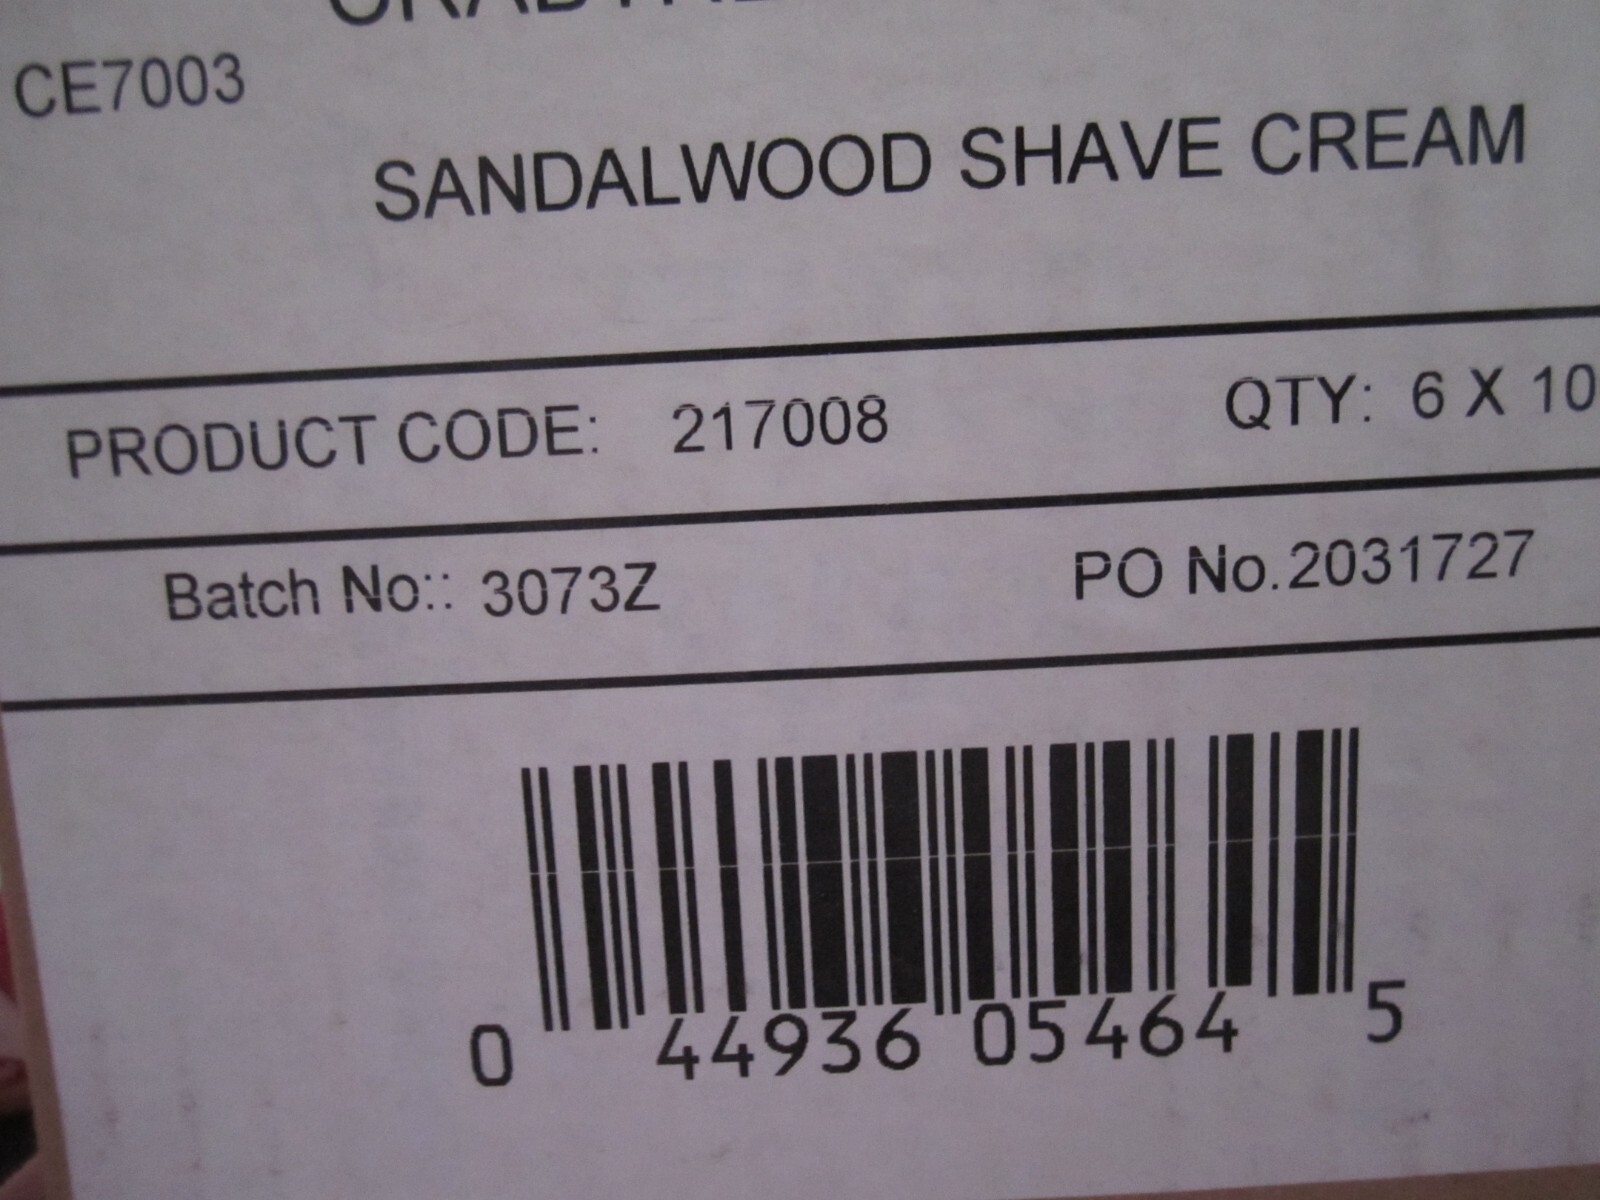 CE7003
SANDALWOOD SHAVE CREAM
PRODUCT CODE: 217008 QTY: 6 X 10
Batch No:: 3073Z PO No.2031727
0 44936 05464 5